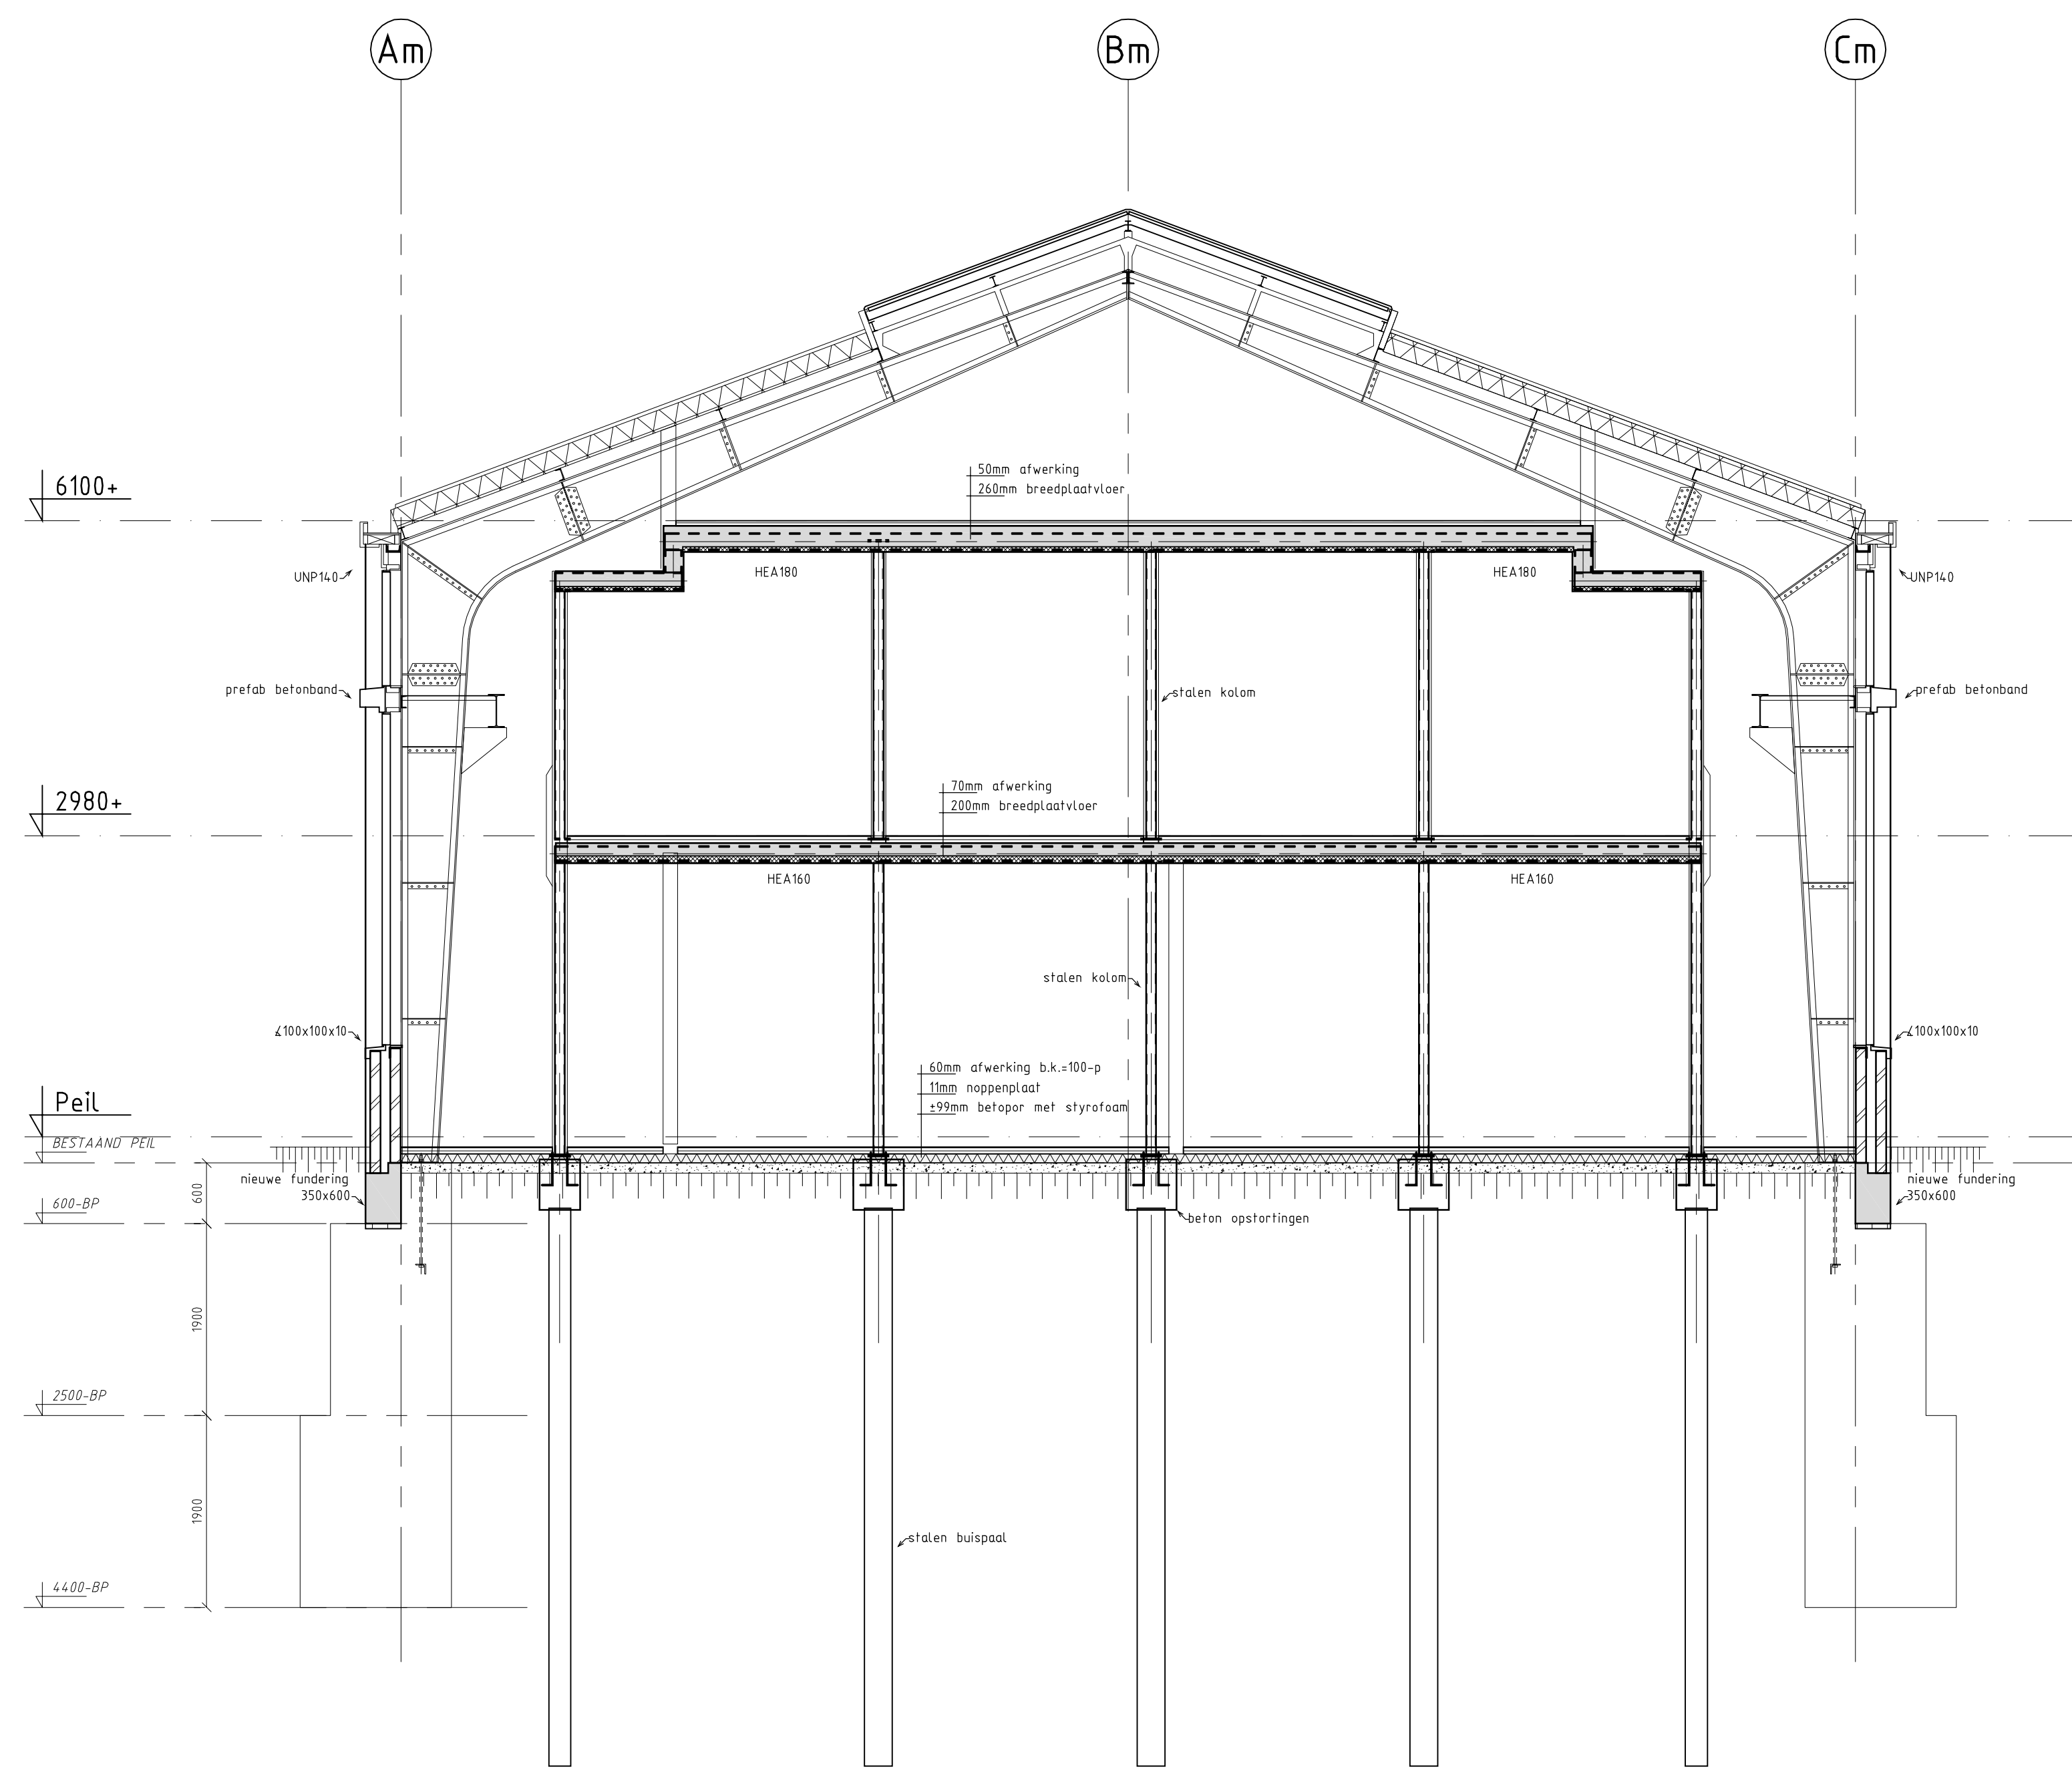 Am
Bm
Cm
6100+
50mm afwerking
260mm breedplaatvloer
UNP140
HEA180
HEA180
UNP140
prefab betonband
stalen kolom
prefab betonband
2980+
70mm afwerking
200mm breedplaatvloer
HEA160
HEA160
stalen kolom
∡100x100x10
∡100x100x10
60mm afwerking b.k.=100-p
11mm noppenplaat
±99mm betopor met styrofoam
Peil
BESTAAND PEIL
nieuwe fundering
350x600
nieuwe fundering
350x600
600
600-BP
beton opstortingen
1900
2500-BP
1900
stalen buispaal
4400-BP